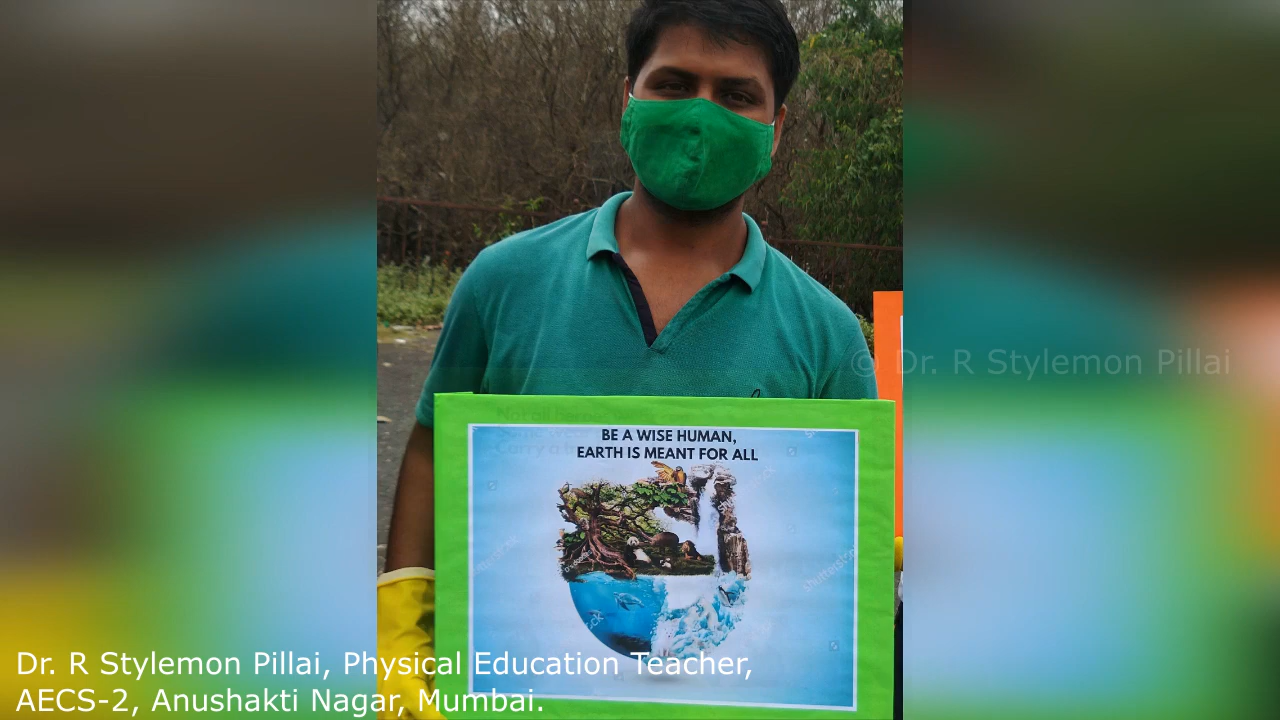 © Dr. R Stylemon Pillai
BE A WISE HUMAN,
EARTH IS MEANT FOR ALL
shutterstock
Dr. R Stylemon Pillai, Physical Education Teacher,
AECS-2, Anushakti Nagar, Mumbai.